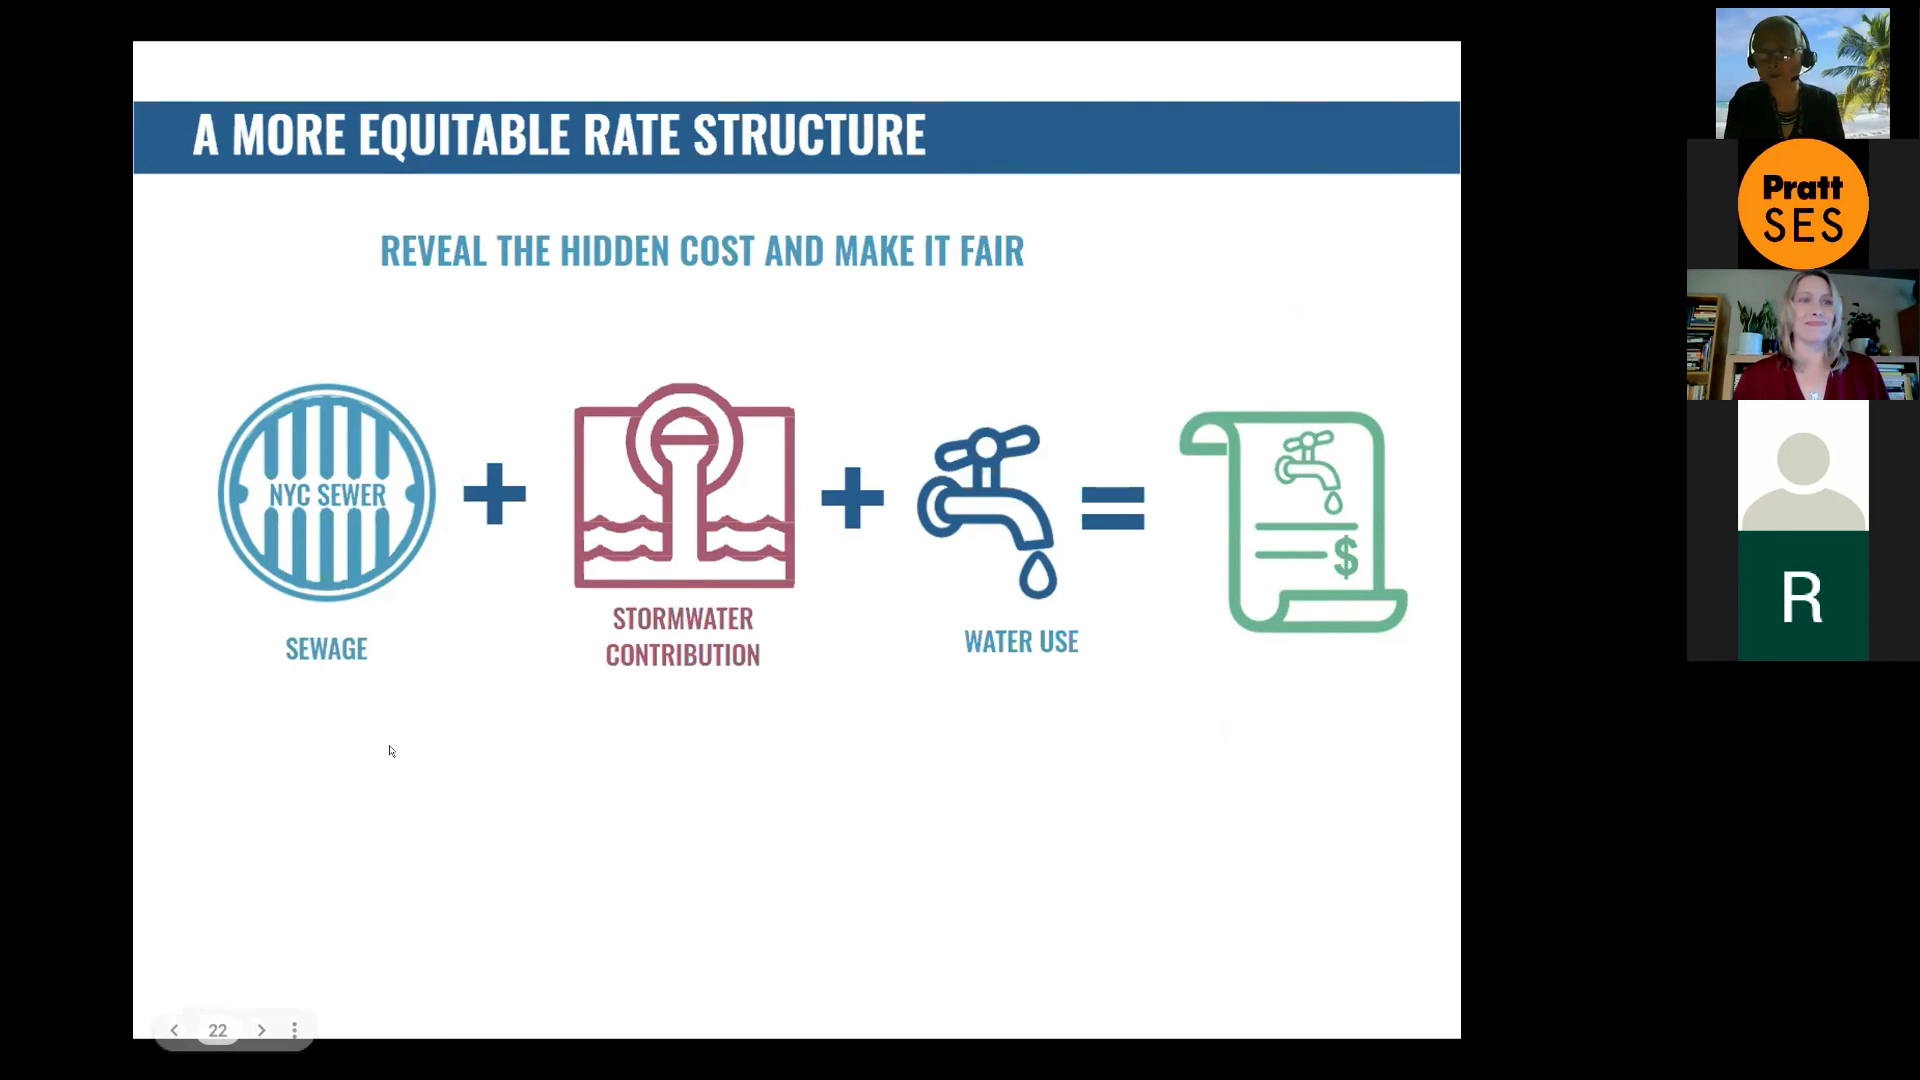 A MORE EQUITABLE RATE STRUCTURE
REVEAL THE HIDDEN COST AND MAKE IT FAIR
NYC SEWER
$
SEWAGE
STORMWATER
CONTRIBUTION
WATER USE
22
Pratt
SES
R